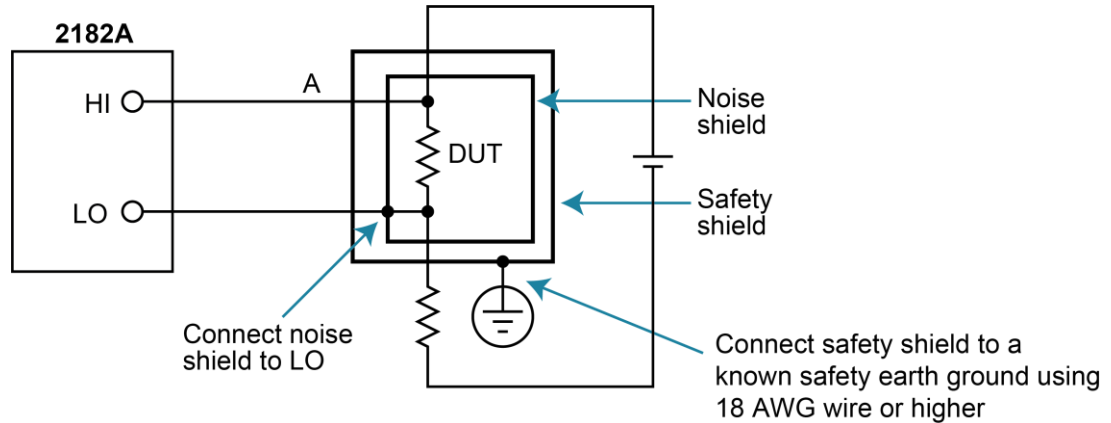 2182A
HI
A
LO
DUT
Noise
shield
Safety
shield
Connect noise
shield to LO
Connect safety shield to a
known safety earth ground using
18 AWG wire or higher